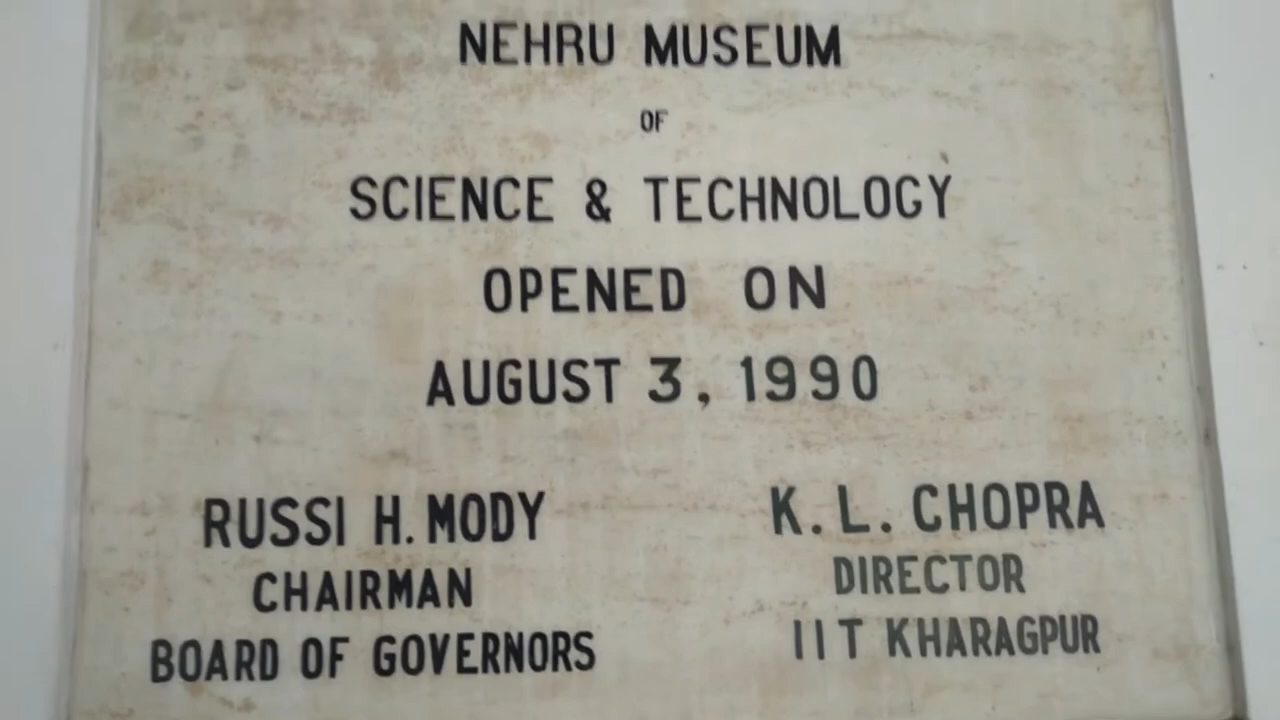 NEHRU MUSEUM
OF
SCIENCE & TECHNOLOGY
OPENED ON
AUGUST 3, 1990
RUSSI H. MODY
CHAIRMAN
BOARD OF GOVERNORS
K. L. CHOPRA
DIRECTOR
IIT KHARAGPUR